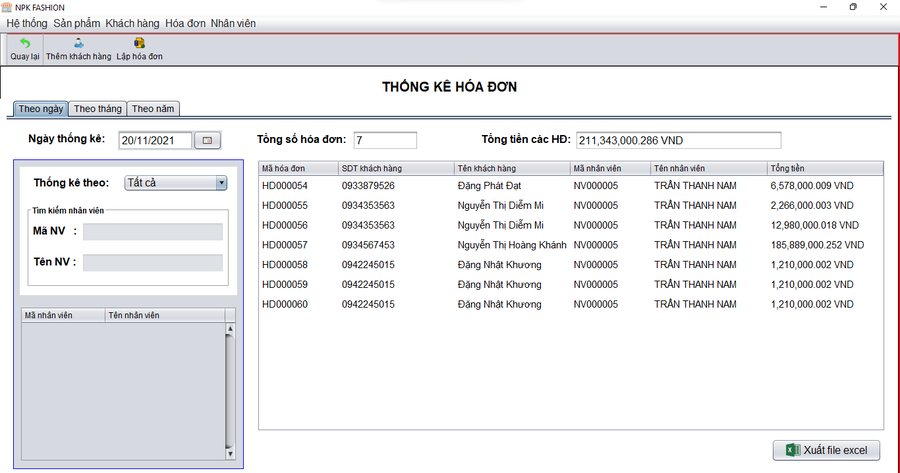 NPK FASHION
Hệ thống Sản phẩm Khách hàng Hóa đơn Nhân viên
Quay lại Thêm khách hàng Lập hóa đơn
THỐNG KÊ HÓA ĐƠN
Theo ngày Theo tháng Theo năm
Ngày thống kê: 20/11/2021 Tổng số hóa đơn: 7 Tổng tiền các HĐ: 211,343,000.286 VND
Thống kê theo: Tất cả
Tìm kiếm nhân viên
Mã NV :
Tên NV :
Mã nhân viên Tên nhân viên
Mã hóa đơn SDT khách hàng Tên khách hàng Mã nhân viên Tên nhân viên Tổng tiền
HD000054 0933879526 Đặng Phát Đạt NV000005 TRẦN THANH NAM 6,578,000.009 VND
HD000055 0934353563 Nguyễn Thị Diễm Mi NV000005 TRẦN THANH NAM 2,266,000.003 VND
HD000056 0934353563 Nguyễn Thị Diễm Mi NV000005 TRẦN THANH NAM 12,980,000.018 VND
HD000057 0934567453 Nguyễn Thị Hoàng Khánh NV000005 TRẦN THANH NAM 185,889,000.252 VND
HD000058 0942245015 Đặng Nhật Khương NV000005 TRẦN THANH NAM 1,210,000.002 VND
HD000059 0942245015 Đặng Nhật Khương NV000005 TRẦN THANH NAM 1,210,000.002 VND
HD000060 0942245015 Đặng Nhật Khương NV000005 TRẦN THANH NAM 1,210,000.002 VND
Xuất file excel